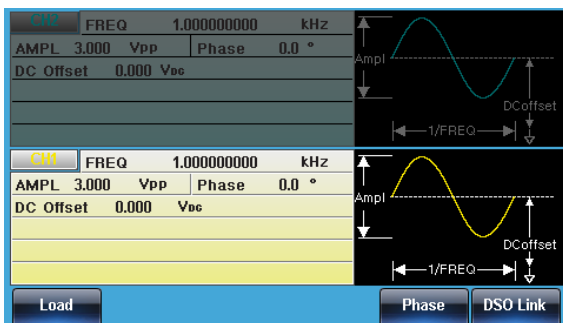 CH2 FREQ 1.000000000 kHz
AMPL 3.000 Vpp Phase 0.0 °
DC Offset 0.000 VDC
Ampl
DCoffset
1/FREQ
CH1 FREQ 1.000000000 kHz
AMPL 3.000 Vpp Phase 0.0 °
DC Offset 0.000 VDC
Ampl
DCoffset
1/FREQ
Load Phase DSO Link